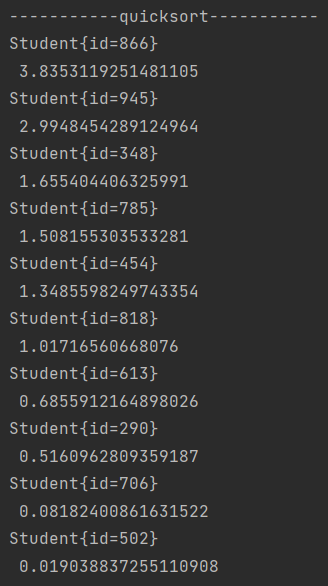 -----------quicksort-----------
Student{id=866}
3.8353119251481105
Student{id=945}
2.9948454289124964
Student{id=348}
1.655404406325991
Student{id=785}
1.508155303533281
Student{id=454}
1.3485598249743354
Student{id=818}
1.01716560668076
Student{id=613}
0.6855912164898026
Student{id=290}
0.5160962809359187
Student{id=706}
0.08182400861631522
Student{id=502}
0.019038837255110908